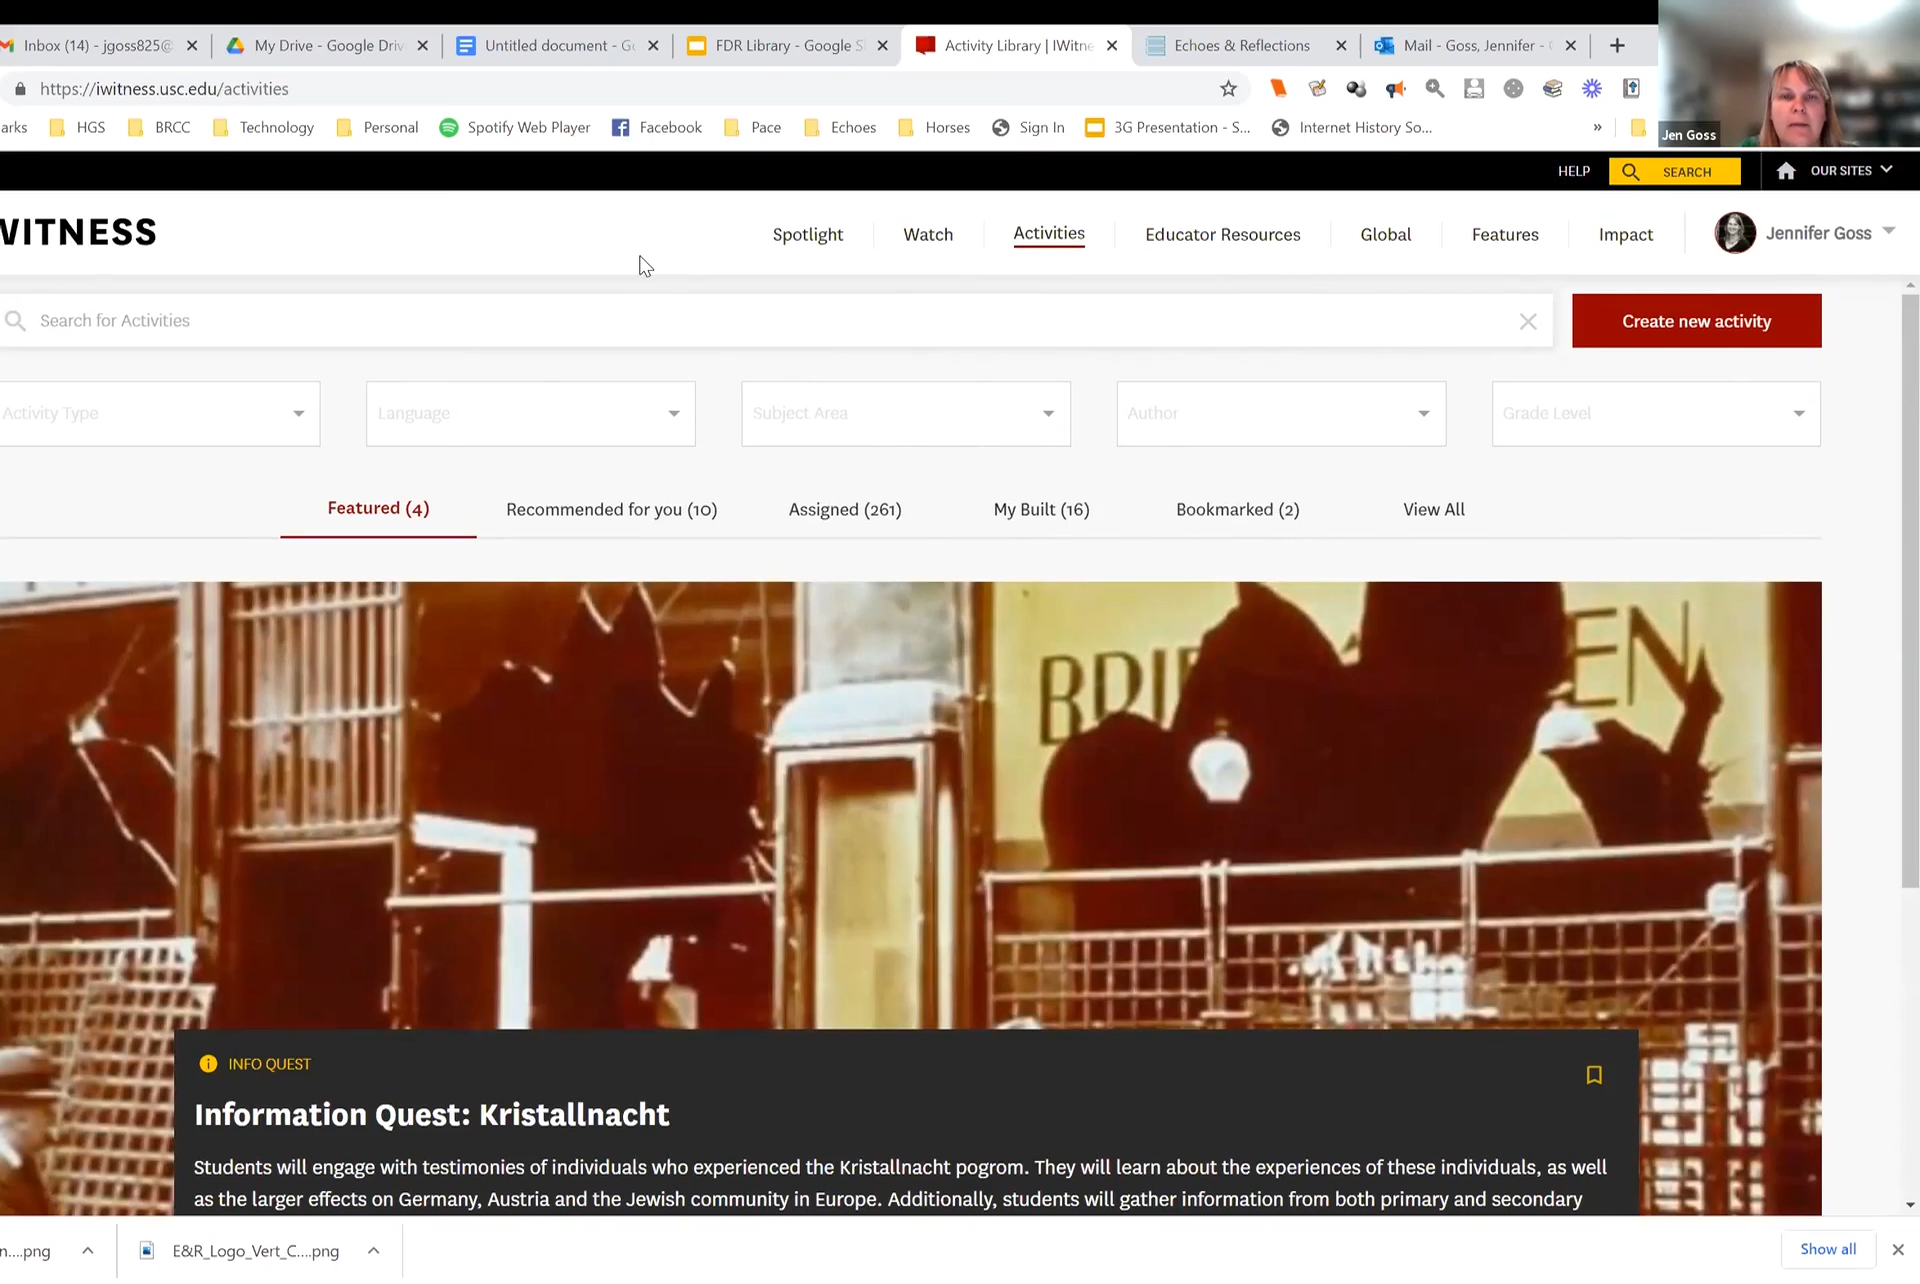 Inbox (14) - jgoss825@
My Drive - Google Driv
Untitled document - Go
FDR Library - Google S
Activity Library | IWitne
Echoes & Reflections
Mail - Goss, Jennifer -
https://iwitness.usc.edu/activities
arks
HGS
BRCC
Technology
Personal
Spotify Web Player
Facebook
Pace
Echoes
Horses
Sign In
3G Presentation - S...
Internet History So...
»
Jen Goss
HELP
SEARCH
OUR SITES
WITNESS
Spotlight
Watch
Activities
Educator Resources
Global
Features
Impact
Jennifer Goss
Search for Activities
Create new activity
Activity Type
Language
Subject Area
Author
Grade Level
Featured (4)
Recommended for you (10)
Assigned (261)
My Built (16)
Bookmarked (2)
View All
INFO QUEST
Information Quest: Kristallnacht
Students will engage with testimonies of individuals who experienced the Kristallnacht pogrom. They will learn about the experiences of these individuals, as well
as the larger effects on Germany, Austria and the Jewish community in Europe. Additionally, students will gather information from both primary and secondary
n....png
E&R_Logo_Vert_C....png
Show all